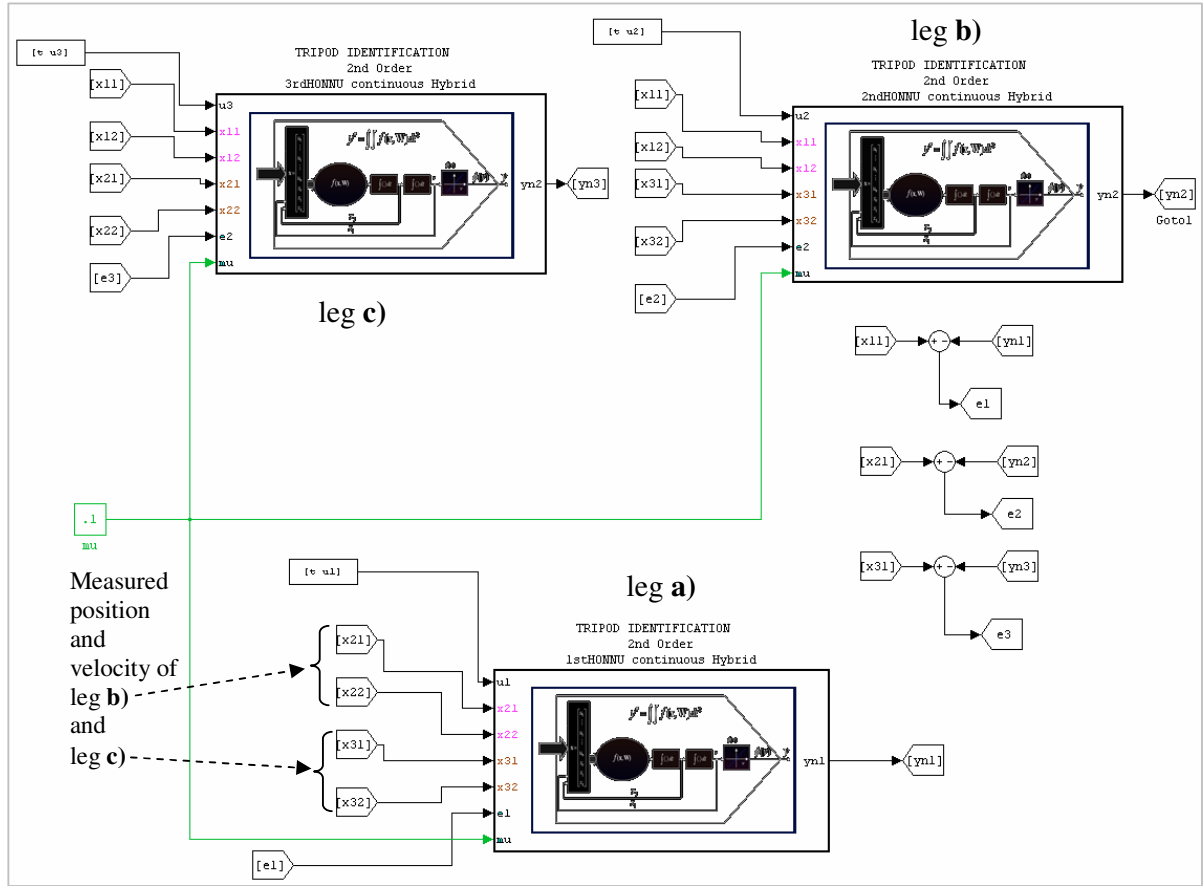 [t u3]
TRIPOD IDENTIFICATION
2nd Order
3rdHONNU continuous Hybrid
[x11]
[x12]
[x21]
[x22]
[e3]
u3
x11
x12
x21
x22
e2
mu
f(x,W)
yn2
[yn3]
leg c)
leg b)
[t u2]
TRIPOD IDENTIFICATION
2nd Order
2ndHONNU continuous Hybrid
[x11]
[x12]
[x31]
[x32]
[e2]
u2
x11
x12
x31
x32
e2
mu
f(x,W)
yn2
[yn2]
Goto1
[x11]
+ -
[yn1]
e1
[x21]
+ -
[yn2]
e2
[x31]
+ -
[yn3]
e3
.1
mu
Measured
position
and
velocity of
leg b)
and
leg c)
[t u1]
leg a)
TRIPOD IDENTIFICATION
2nd Order
1stHONNU continuous Hybrid
[x21]
[x22]
[x31]
[x32]
[e1]
u1
x21
x22
x31
x32
e1
mu
f(x,W)
yn1
[yn1]